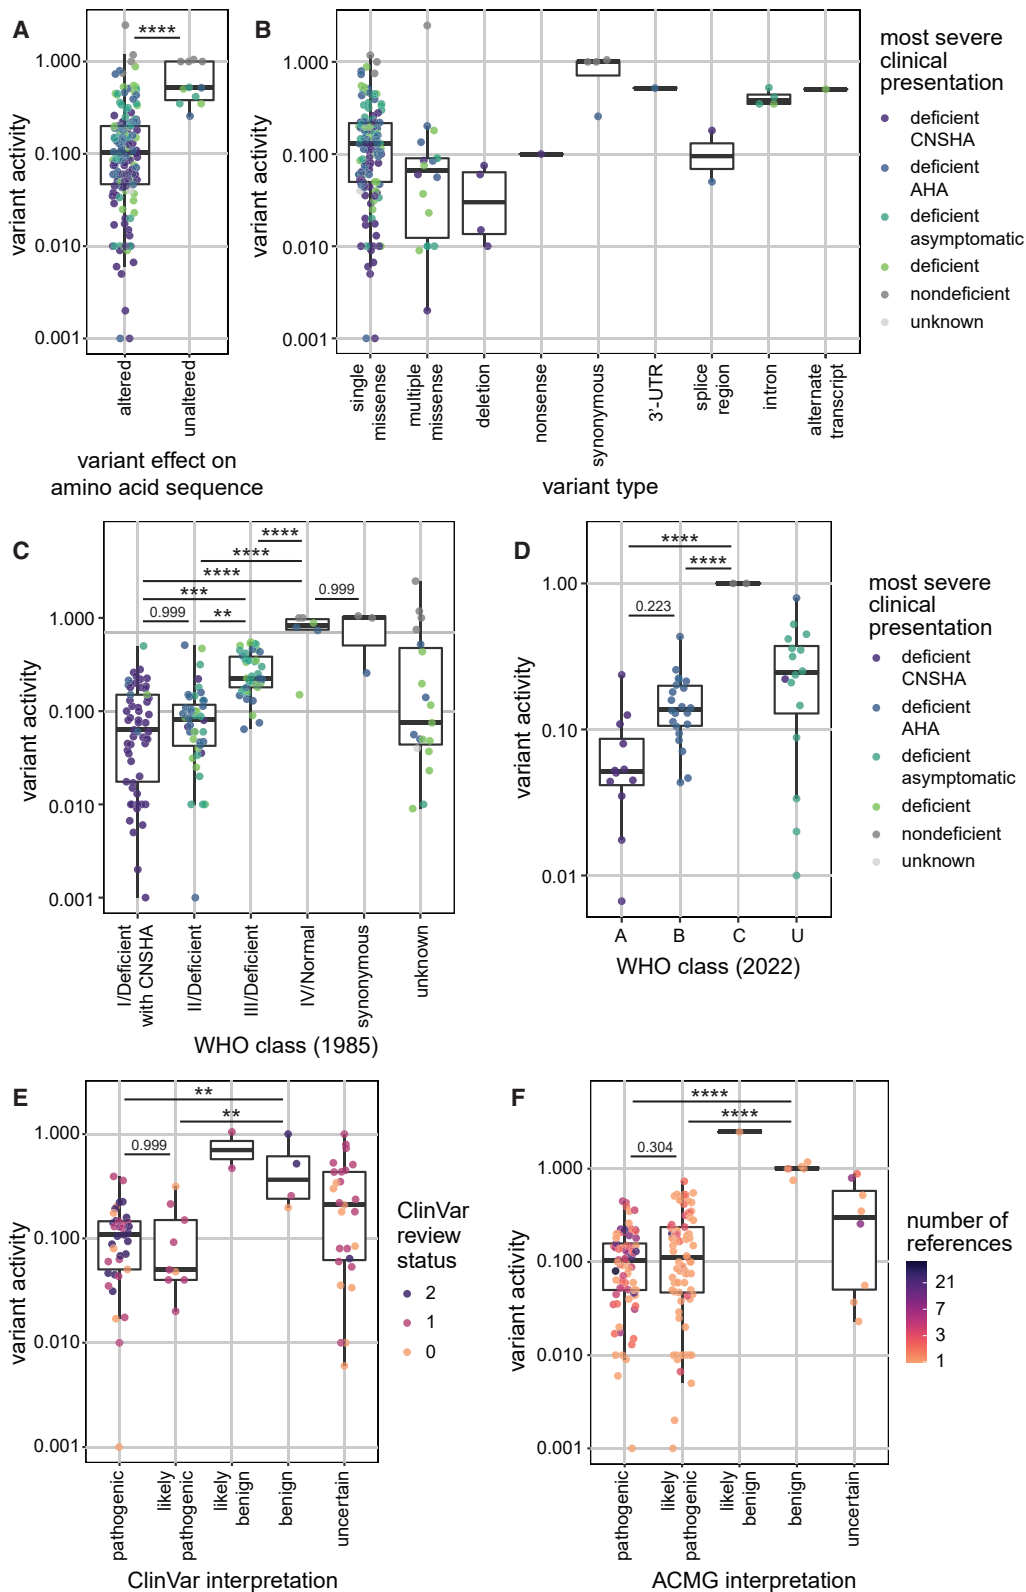 A
****
1.000
0.100
0.010
0.001
variant activity
altered
unaltered
variant effect on
amino acid sequence
B
1.000
0.100
0.010
0.001
variant activity
single
missense
multiple
missense
deletion
nonsense
synonymous
3'-UTR
splice
region
intron
alternate
transcript
variant type
most severe
clinical
presentation
deficient
CNSHA
deficient
AHA
deficient
asymptomatic
deficient
nondeficient
unknown
C
****
****
****
***
0.999
**
0.999
1.000
0.100
0.010
0.001
variant activity
I/Deficient
with CNSHA
II/Deficient
III/Deficient
IV/Normal
synonymous
unknown
WHO class (1985)
D
****
****
0.223
1.00
0.10
0.01
variant activity
A
B
C
U
WHO class (2022)
most severe
clinical
presentation
deficient
CNSHA
deficient
AHA
deficient
asymptomatic
deficient
nondeficient
unknown
E
**
**
0.999
1.000
0.100
0.010
0.001
variant activity
pathogenic
likely
pathogenic
likely
benign
benign
uncertain
ClinVar interpretation
ClinVar
review
status
2
1
0
F
****
****
0.304
1.000
0.100
0.010
0.001
variant activity
pathogenic
likely
pathogenic
likely
benign
benign
uncertain
ACMG interpretation
number of
references
21
7
3
1